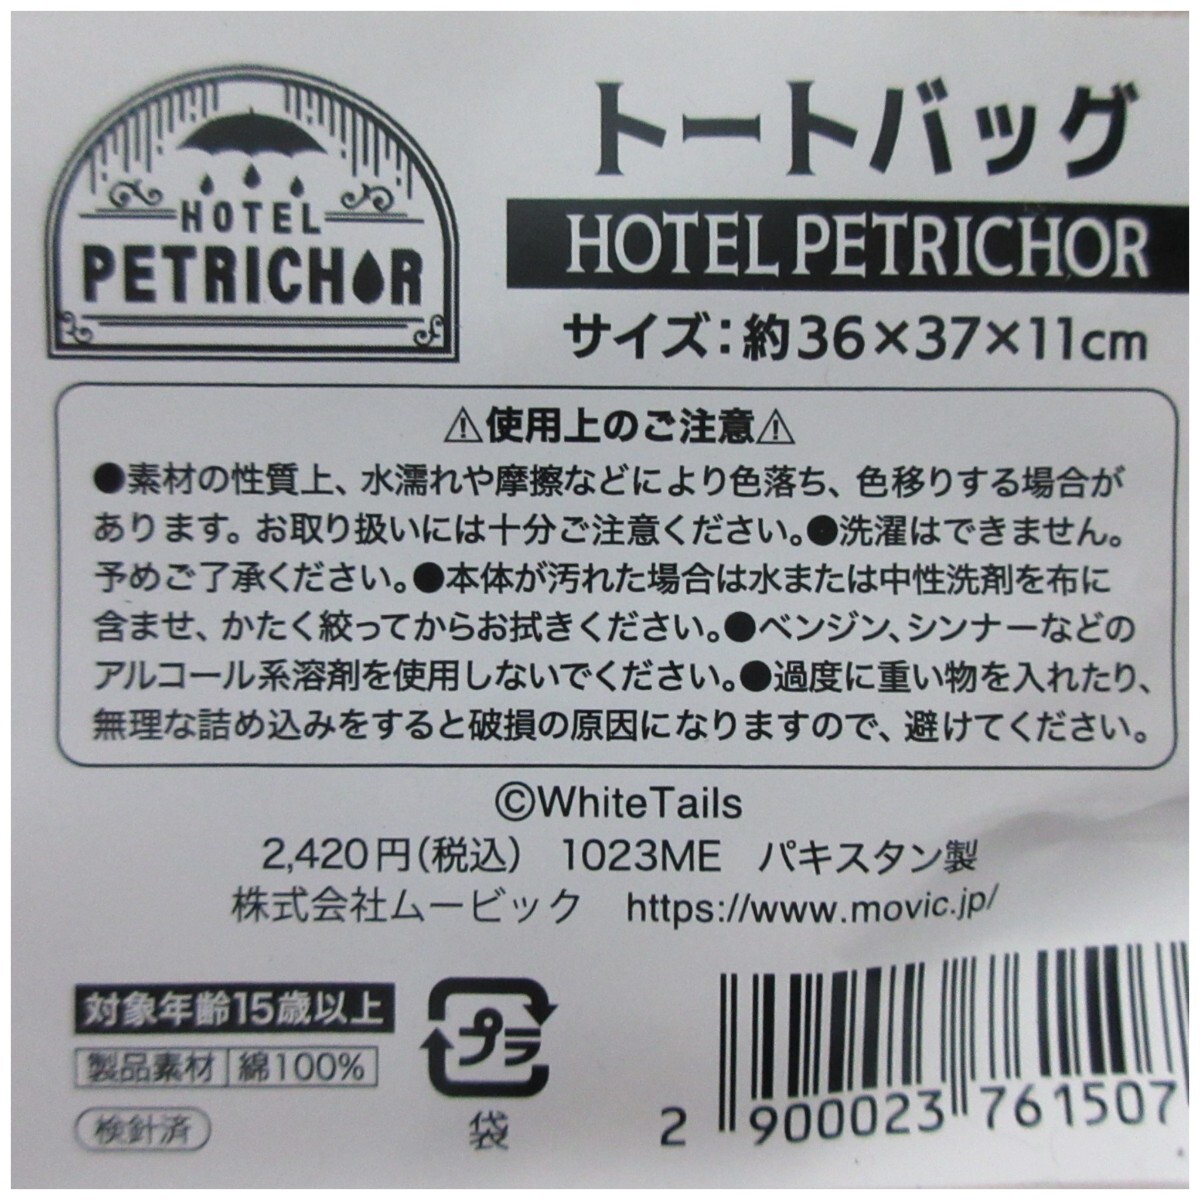 HOTEL
PETRICHOR
トートバッグ
HOTEL PETRICHOR
サイズ:約36×37×11cm
⚠使用上のご注意⚠
●素材の性質上、水濡れや摩擦などにより色落ち、色移りする場合が
あります。お取り扱いには十分ご注意ください。●洗濯はできません。
予めご了承ください。●本体が汚れた場合は水または中性洗剤を布に
含ませ、かたく絞ってからお拭きください。●ベンジン、シンナーなどの
アルコール系溶剤を使用しないでください。●過度に重い物を入れたり、
無理な詰め込みをすると破損の原因になりますので、避けてください。
©WhiteTails
2,420円(税込) 1023ME パキスタン製
株式会社ムービック https://www.movic.jp/
対象年齢15歳以上
製品素材 綿100%
検針済
プラ
袋
2 900023 761507